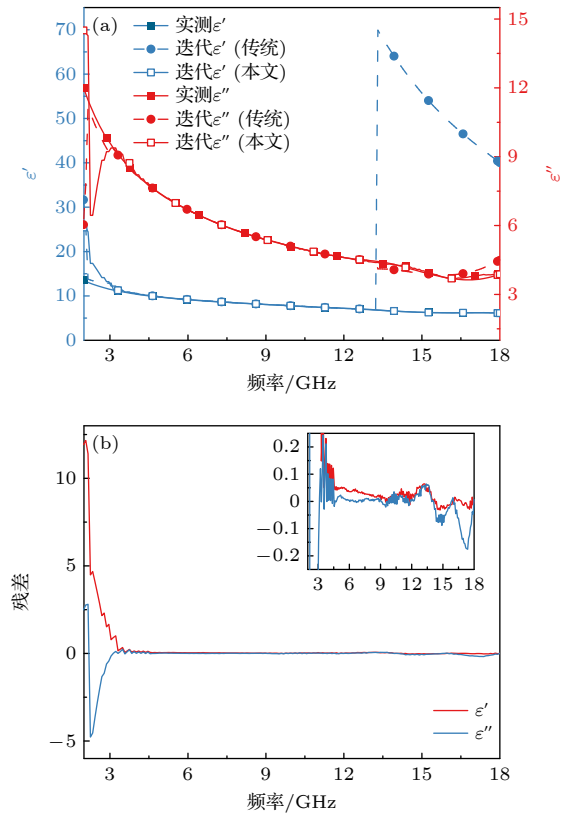 (a)
实测ε′
迭代ε′ (传统)
迭代ε′ (本文)
实测ε″
迭代ε″ (传统)
迭代ε″ (本文)
70
60
50
40
30
20
10
0
ε′
15
12
9
6
3
ε″
3 6 9 12 15 18
频率/GHz
(b)
10
5
0
−5
残差
0.2
0.1
0
−0.1
−0.2
3 6 9 12 15 18
ε′
ε″
3 6 9 12 15 18
频率/GHz